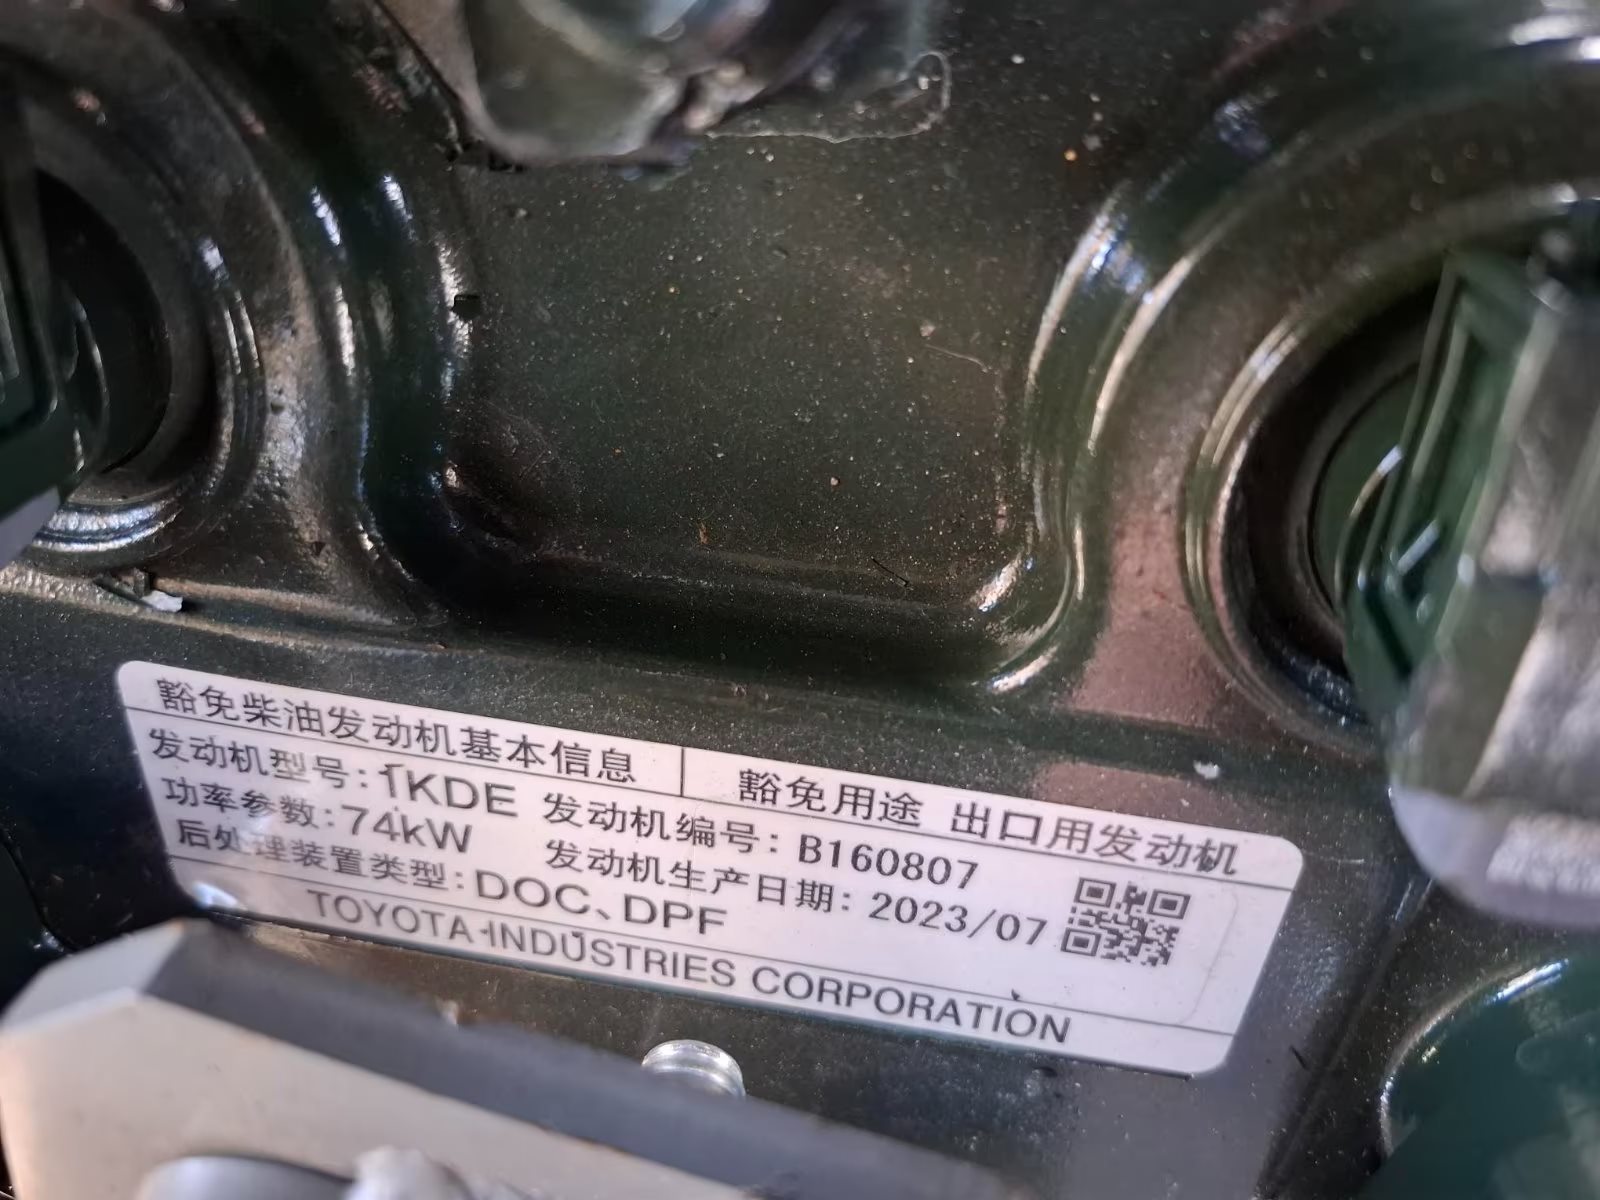 豁免柴油发动机基本信息 豁免用途 出口用发动机
发动机型号:1KDE 发动机编号: B160807
功率参数:74kW 发动机生产日期: 2023/07
后处理装置类型:DOC、DPF
TOYOTA INDUSTRIES CORPORATION